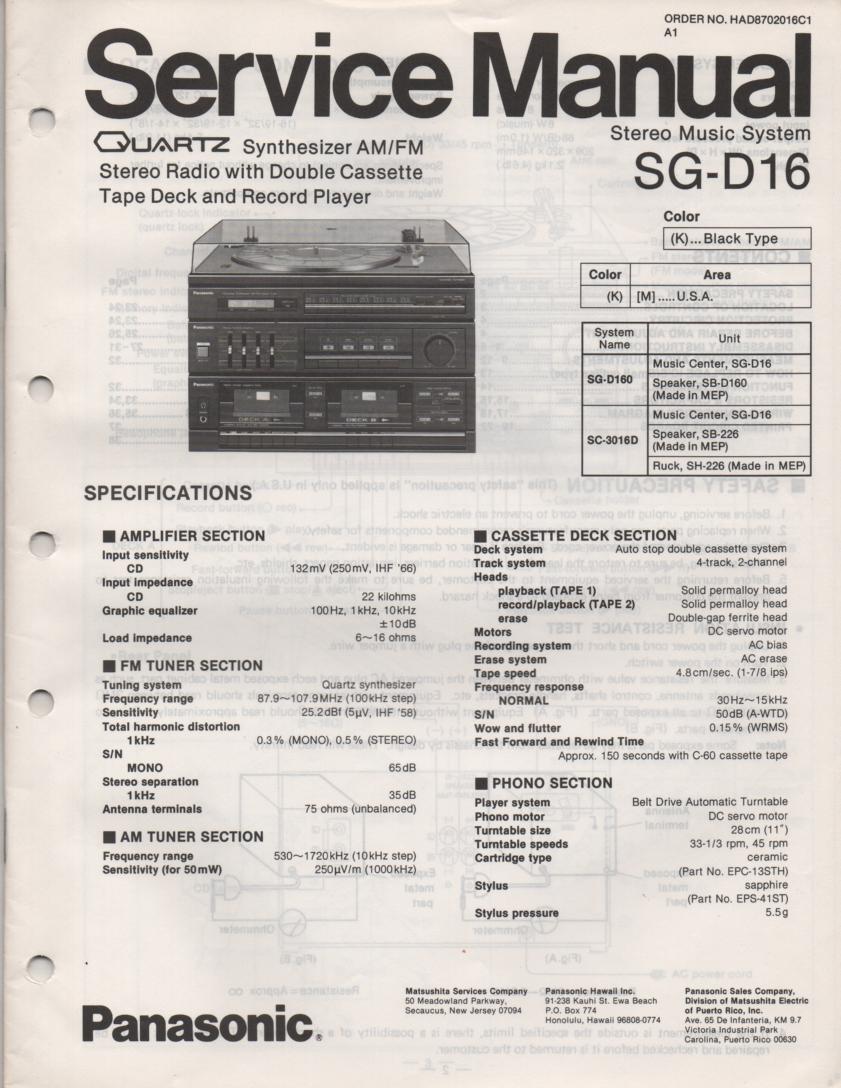 ORDER NO. HAD8702016C1
A1
Service Manual
Stereo Music System
SG-D16
QUARTZ Synthesizer AM/FM
Stereo Radio with Double Cassette
Tape Deck and Record Player
Color
(K)...Black Type
Color Area
(K) [M].....U.S.A.
System Name Unit
SG-D160 Music Center, SG-D16
Speaker, SB-D160
(Made in MEP)
SC-3016D Music Center, SG-D16
Speaker, SB-226
(Made in MEP)
Ruck, SH-226 (Made in MEP)
Panasonic
Panasonic
Panasonic
DECK A
DECK B
SPECIFICATIONS
■ AMPLIFIER SECTION
Input sensitivity
CD 132mV (250mV, IHF '66)
Input impedance
CD 22 kilohms
Graphic equalizer 100Hz, 1kHz, 10kHz
±10dB
Load impedance 6~16 ohms
■ FM TUNER SECTION
Tuning system Quartz synthesizer
Frequency range 87.9~107.9MHz (100kHz step)
Sensitivity 25.2dBf (5μV, IHF '58)
Total harmonic distortion
1kHz 0.3% (MONO), 0.5% (STEREO)
S/N
MONO 65dB
Stereo separation
1kHz 35dB
Antenna terminals 75 ohms (unbalanced)
■ AM TUNER SECTION
Frequency range 530~1720kHz (10kHz step)
Sensitivity (for 50mW) 250μV/m (1000kHz)
■ CASSETTE DECK SECTION
Deck system Auto stop double cassette system
Track system 4-track, 2-channel
Heads
playback (TAPE 1) Solid permalloy head
record/playback (TAPE 2) Solid permalloy head
erase Double-gap ferrite head
Motors DC servo motor
Recording system AC bias
Erase system AC erase
Tape speed 4.8cm/sec. (1-7/8 ips)
Frequency response
NORMAL 30Hz~15kHz
S/N 50dB (A-WTD)
Wow and flutter 0.15% (WRMS)
Fast Forward and Rewind Time
Approx. 150 seconds with C-60 cassette tape
■ PHONO SECTION
Player system Belt Drive Automatic Turntable
Phono motor DC servo motor
Turntable size 28cm (11″)
Turntable speeds 33-1/3 rpm, 45 rpm
Cartridge type ceramic
(Part No. EPC-13STH)
Stylus sapphire
(Part No. EPS-41ST)
Stylus pressure 5.5g
Panasonic®
Matsushita Services Company
50 Meadowland Parkway,
Secaucus, New Jersey 07094
Panasonic Hawaii Inc.
91-238 Kauhi St. Ewa Beach
P.O. Box 774
Honolulu, Hawaii 96808-0774
Panasonic Sales Company,
Division of Matsushita Electric
of Puerto Rico, Inc.
Ave. 65 De Infanteria, KM 9.7
Victoria Industrial Park
Carolina, Puerto Rico 00630